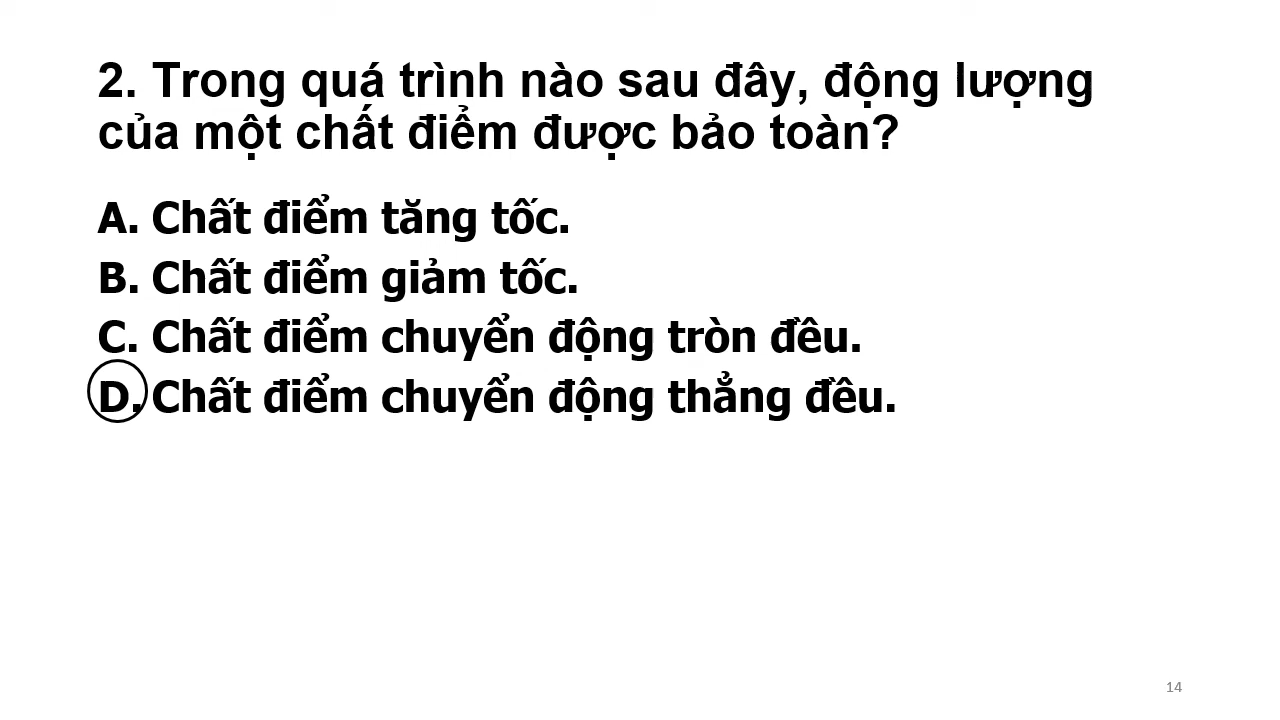 2. Trong quá trình nào sau đây, động lượng
của một chất điểm được bảo toàn?
A. Chất điểm tăng tốc.
B. Chất điểm giảm tốc.
C. Chất điểm chuyển động tròn đều.
D. Chất điểm chuyển động thẳng đều.
14